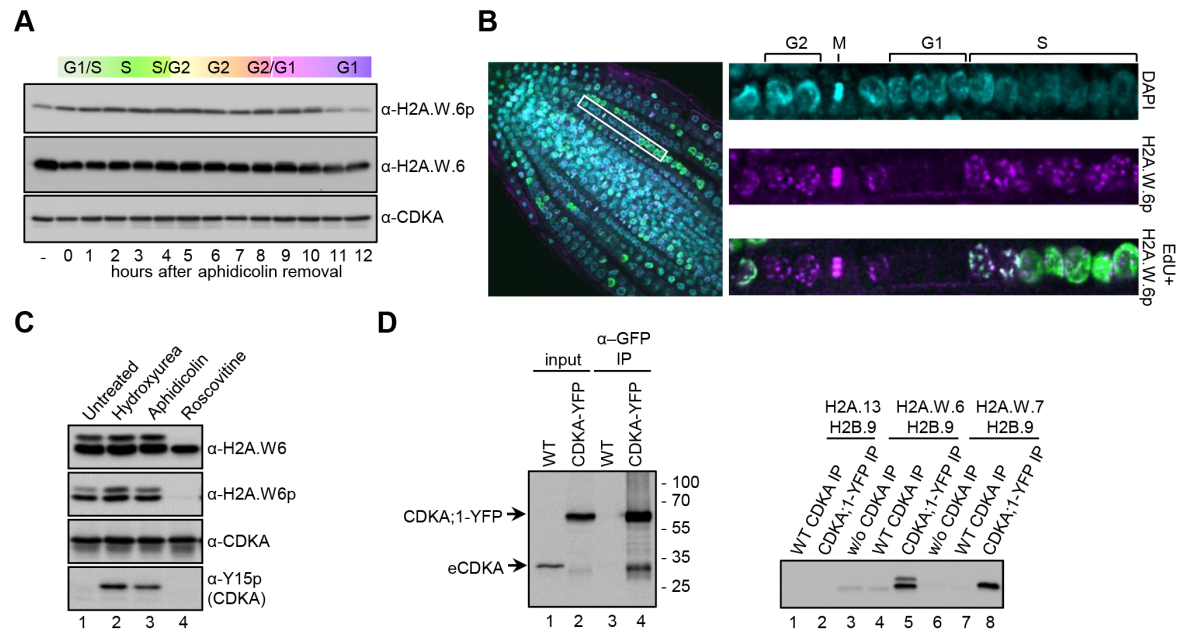 A
G1/S S S/G2 G2 G2/G1 G1
α-H2A.W.6p
α-H2A.W.6
α-CDKA
- 0 1 2 3 4 5 6 7 8 9 10 11 12
hours after aphidicolin removal
B
G2 M G1 S
DAPI
H2A.W.6p
EdU+
H2A.W.6p
C
Untreated
Hydroxyurea
Aphidicolin
Roscovitine
α-H2A.W6
α-H2A.W6p
α-CDKA
α-Y15p
(CDKA)
1 2 3 4
D
input
α–GFP
IP
WT
CDKA-YFP
WT
CDKA-YFP
CDKA;1-YFP
eCDKA
- 100
- 70
- 55
- 35
- 25
1 2 3 4
H2A.13 H2A.W.6 H2A.W.7
H2B.9 H2B.9 H2B.9
WT CDKA IP
CDKA;1-YFP IP
w/o CDKA IP
WT CDKA IP
CDKA;1-YFP IP
w/o CDKA IP
WT CDKA IP
CDKA;1-YFP IP
1 2 3 4 5 6 7 8